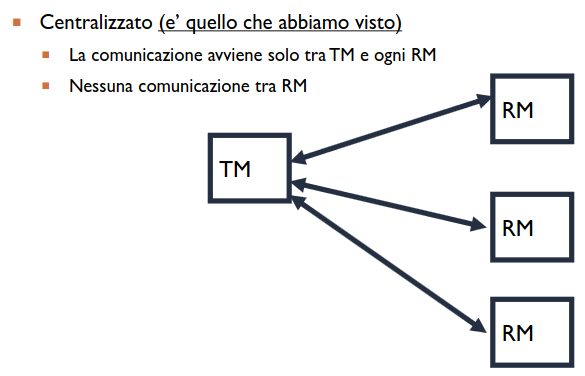 Centralizzato (e' quello che abbiamo visto)
La comunicazione avviene solo tra TM e ogni RM
Nessuna comunicazione tra RM
RM
TM
RM
RM